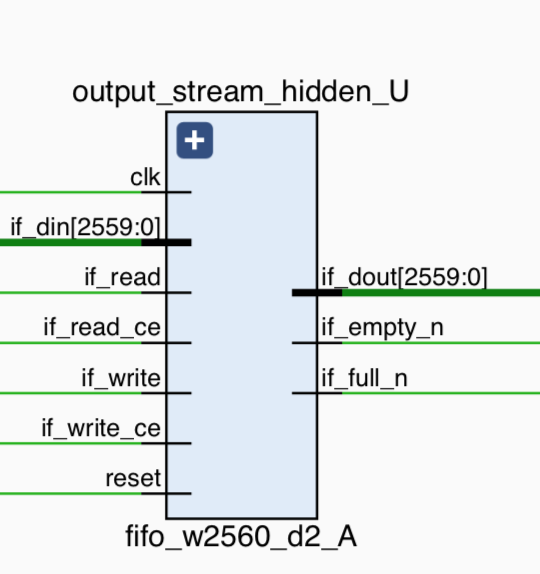 output_stream_hidden_U
clk
if_din[2559:0]
if_read
if_dout[2559:0]
if_read_ce
if_empty_n
if_write
if_full_n
if_write_ce
reset
fifo_w2560_d2_A